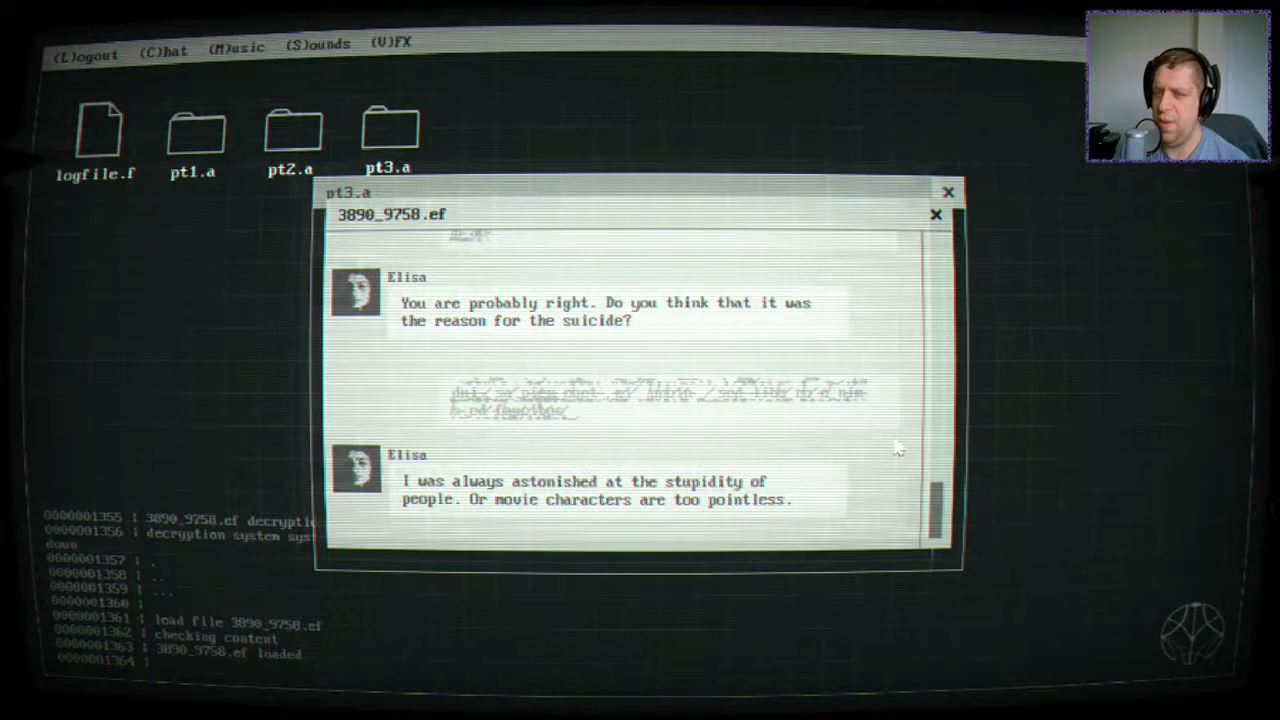 (L)ogout (C)hat (M)usic (S)ounds (V)FX
logfile.f pt1.a pt2.a pt3.a
pt3.a
3890_9758.ef
Elisa
You are probably right. Do you think that it was
the reason for the suicide?
Elisa
I was always astonished at the stupidity of
people. Or movie characters are too pointless.
0000001355 | 3890_9758.ef decryptio
0000001356 | decryption system sys
down
0000001357 | .
0000001358 | ..
0000001359 | ...
0000001360 |
0000001361 | load file 3890_9758.ef
0000001362 | checking content
0000001363 | 3890_9758.ef loaded
0000001364 |